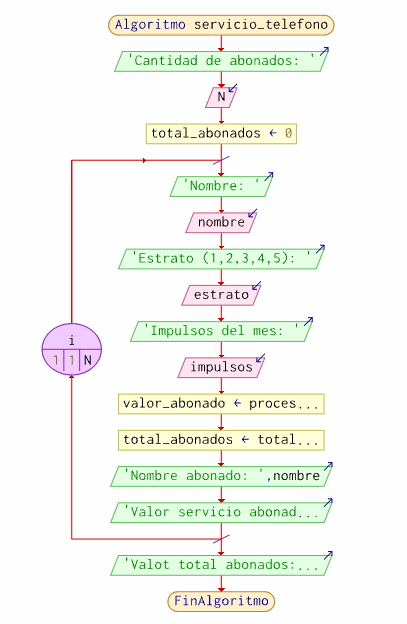 Algoritmo servicio_telefono
'Cantidad de abonados: '
N
total_abonados ← 0
'Nombre: '
nombre
'Estrato (1,2,3,4,5): '
estrato
i
1 1 N
'Impulsos del mes: '
impulsos
valor_abonado ← proces...
total_abonados ← total...
'Nombre abonado: ',nombre
'Valor servicio abonad...
'Valot total abonados:...
FinAlgoritmo